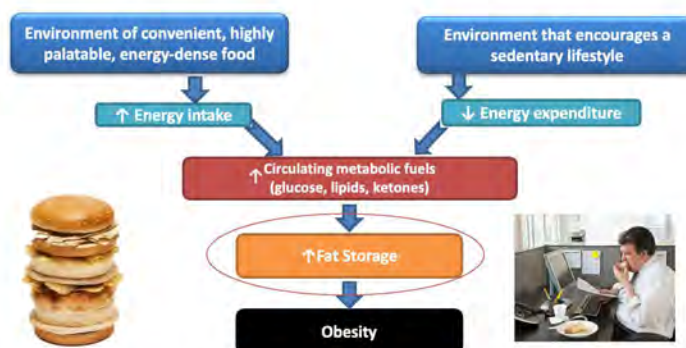 Environment of convenient, highly
palatable, energy-dense food
Environment that encourages a
sedentary lifestyle
↑ Energy intake
↓ Energy expenditure
↑ Circulating metabolic fuels
(glucose, lipids, ketones)
↑Fat Storage
Obesity